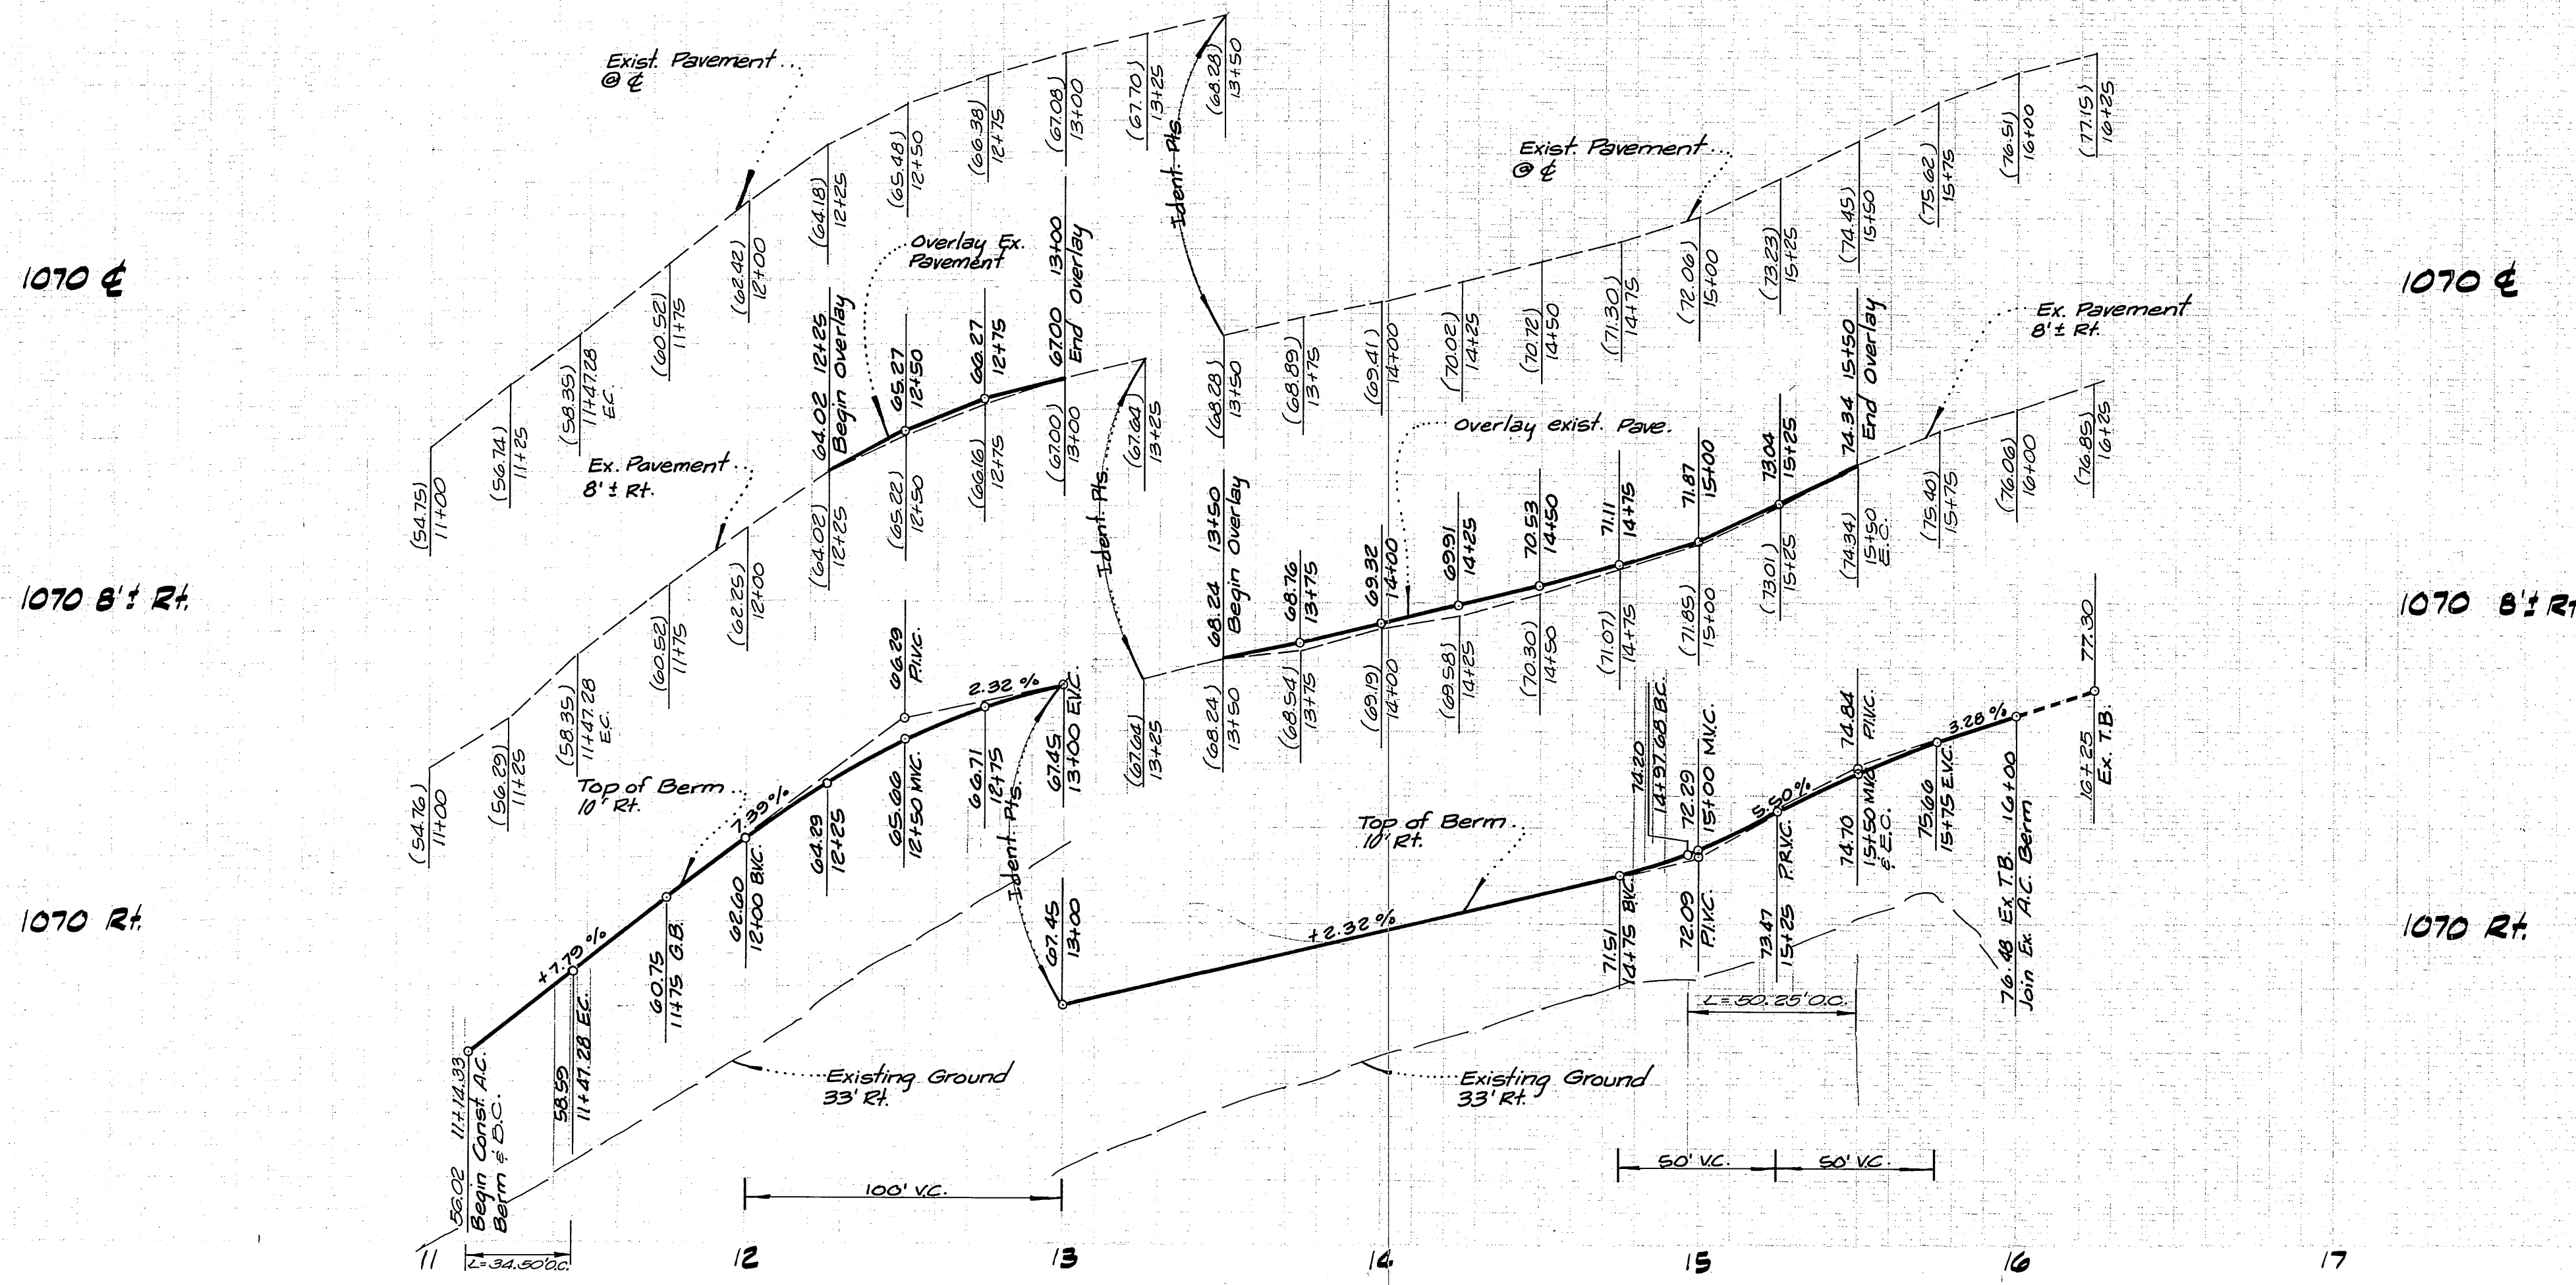 Exist. Pavement
@ ℄
(54.75)
11+00
(56.74)
11+25
(58.35)
11+47.28
E.C.
(60.52)
11+75
(62.42)
12+00
(64.18)
12+25
(65.48)
12+50
(66.38)
12+75
(67.08)
13+00
(67.70)
13+25
(68.28)
13+50
Ident. Pts.
(68.28)
13+50
(68.89)
13+75
(69.41)
14+00
(70.02)
14+25
(70.72)
14+50
(71.30)
14+75
(72.06)
15+00
(73.23)
15+25
(74.45)
15+50
(75.62)
15+75
(76.51)
16+00
(77.15)
16+25
Exist. Pavement
@ ℄
1070 ℄
1070 ℄
Overlay Ex.
Pavement
64.02 12+25
Begin Overlay
65.27
12+50
66.27
12+75
67.00 13+00
End Overlay
Ex. Pavement
8'± Rt.
(54.76)
11+00
(56.29)
11+25
(58.35)
11+47.28
E.C.
(60.52)
11+75
(62.25)
12+00
(64.02)
12+25
(65.22)
12+50
(66.16)
12+75
(67.00)
13+00
(67.64)
13+25
Ident. Pts.
(67.64)
13+25
Overlay exist. Pave.
68.24 13+50
Begin Overlay
68.76
13+75
69.32
14+00
69.91
14+25
70.53
14+50
71.11
14+75
71.87
15+00
73.04
15+25
74.34 15+50
End Overlay
(68.24)
13+50
(68.54)
13+75
(69.19)
14+00
(69.58)
14+25
(70.30)
14+50
(71.07)
14+75
(71.85)
15+00
(73.01)
15+25
(74.34)
15+50
E.C.
(75.40)
15+75
(76.06)
16+00
(76.85)
16+25
Ex. Pavement
8'± Rt.
1070 8'± Rt.
1070 8'± Rt
Top of Berm
10' Rt.
56.02 11+14.33
Begin Const. A.C.
Berm & B.C.
+7.79 %
58.59
11+47.28 E.C.
60.75
11+75 G.B.
7.39 %
62.60
12+00 B.V.C.
64.29
12+25
66.29
P.I.V.C.
65.66
12+50 M.V.C.
2.32 %
66.71
12+75
67.45
13+00 E.V.C.
Ident. Pts.
67.45
13+00
+2.32 %
Top of Berm
10' Rt.
71.51
14+75 B.V.C.
74.20
14+97.68 B.C.
72.29
15+00 M.V.C.
72.09
P.I.V.C.
5.50 %
73.47
15+25 P.R.V.C.
74.84
P.I.V.C.
74.70
15+50 M.V.C.
& E.C.
75.66
15+75 E.V.C.
3.28 %
76.48 Ex T.B. 16+00
Join Ex. A.C. Berm
77.30
16+25
Ex. T.B.
1070 Rt.
1070 Rt.
Existing Ground
33' Rt.
Existing Ground
33' Rt.
L=50.25' O.C.
100' V.C.
50' V.C.
50' V.C.
L=34.50' O.C.
11 12 13 14 15 16 17